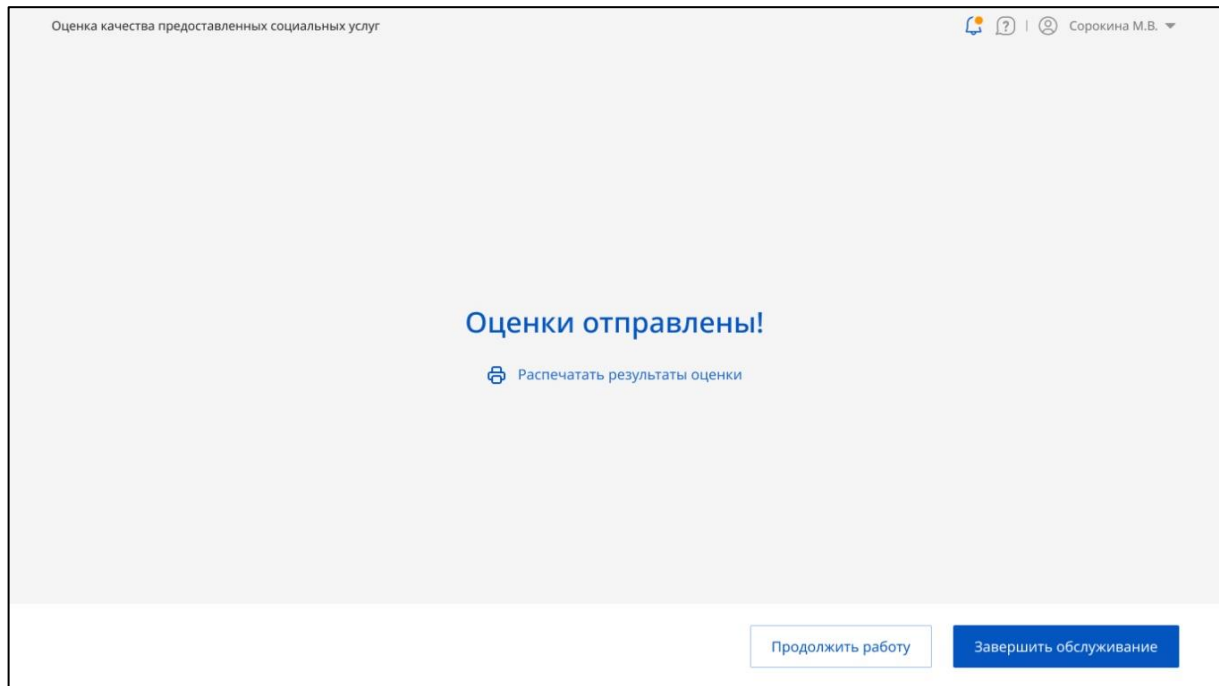 Оценка качества предоставленных социальных услуг
? | Сорокина М.В.
Оценки отправлены!
Распечатать результаты оценки
Продолжить работу
Завершить обслуживание